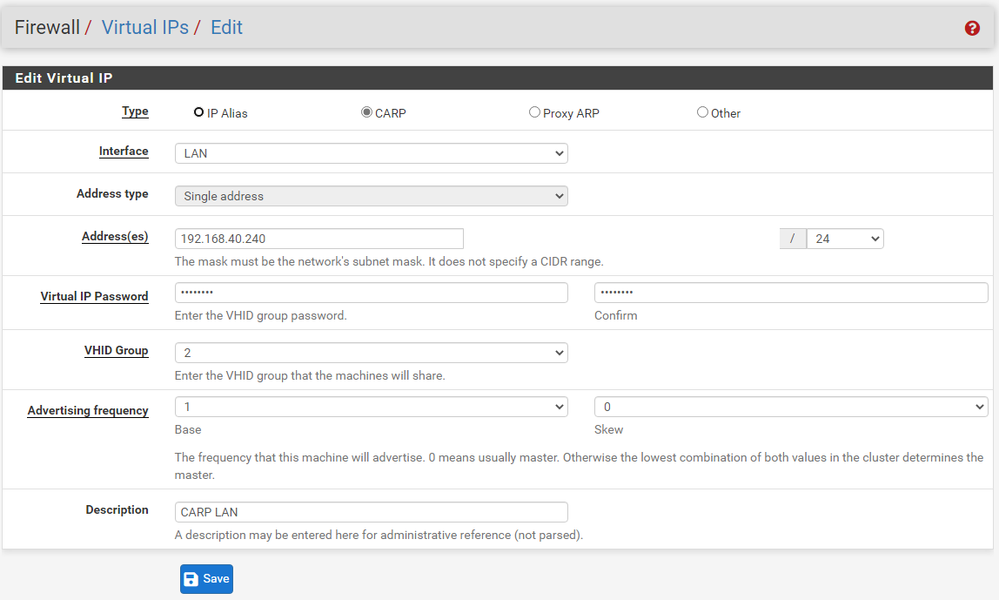 Firewall / Virtual IPs / Edit
Edit Virtual IP
Type IP Alias CARP Proxy ARP Other
Interface LAN
Address type Single address
Address(es) 192.168.40.240 / 24
The mask must be the network's subnet mask. It does not specify a CIDR range.
Virtual IP Password •••••••• ••••••••
Enter the VHID group password. Confirm
VHID Group 2
Enter the VHID group that the machines will share.
Advertising frequency 1 0
Base Skew
The frequency that this machine will advertise. 0 means usually master. Otherwise the lowest combination of both values in the cluster determines the
master.
Description CARP LAN
A description may be entered here for administrative reference (not parsed).
Save